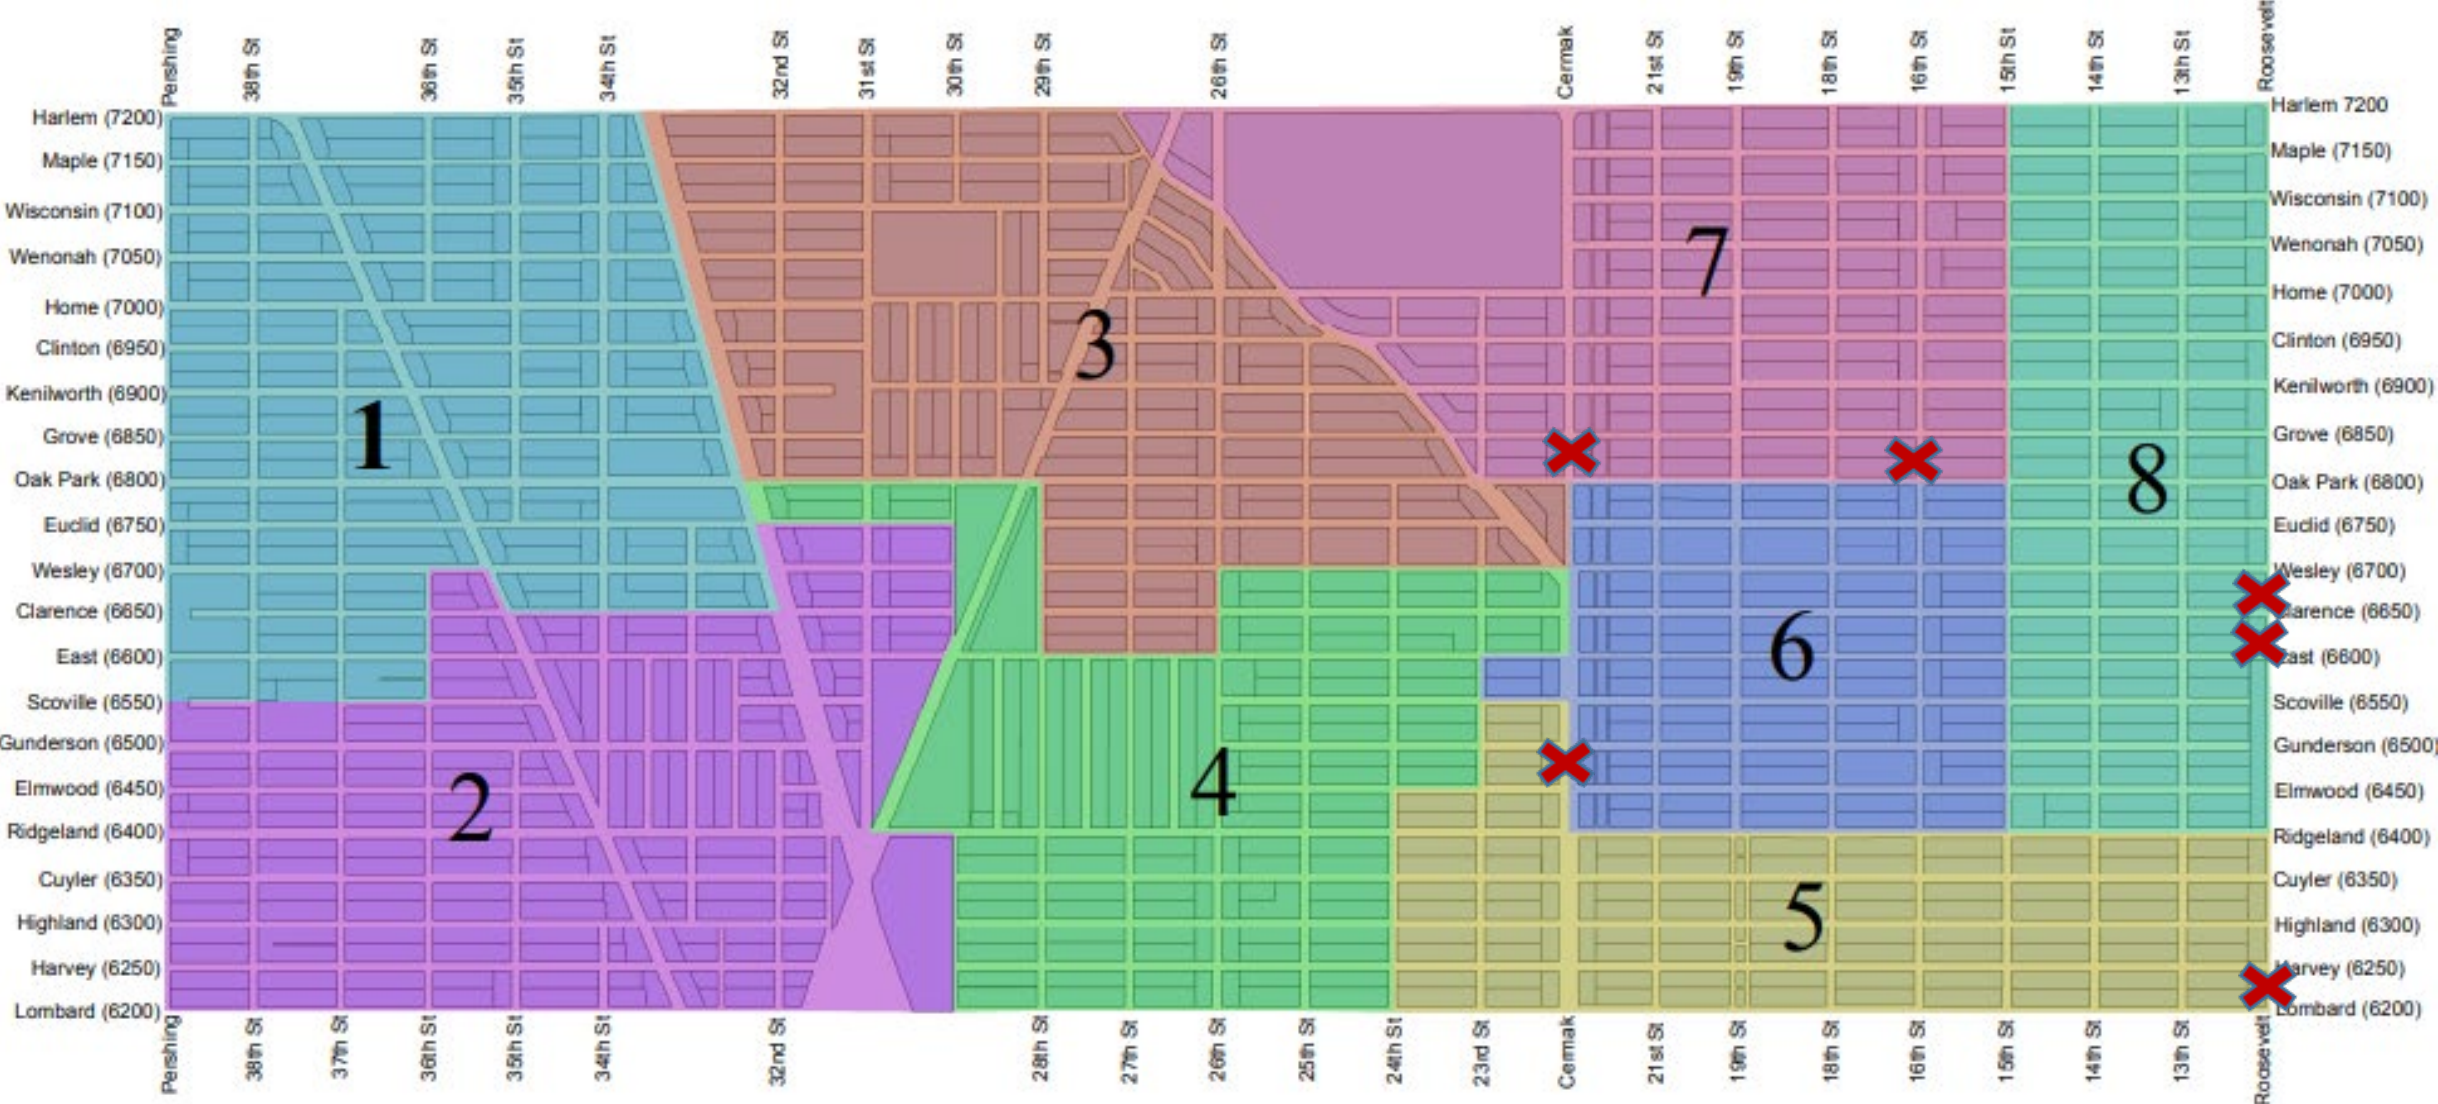 Pershing
38th St
36th St
35th St
34th St
32nd St
31st St
30th St
29th St
26th St
Cermak
21st St
19th St
18th St
16th St
15th St
14th St
13th St
Roosevelt
Harlem (7200)
Maple (7150)
Wisconsin (7100)
Wenonah (7050)
Home (7000)
Clinton (6950)
Kenilworth (6900)
Grove (6850)
Oak Park (6800)
Euclid (6750)
Wesley (6700)
Clarence (6650)
East (6600)
Scoville (6550)
Gunderson (6500)
Elmwood (6450)
Ridgeland (6400)
Cuyler (6350)
Highland (6300)
Harvey (6250)
Lombard (6200)
1
2
3
4
5
6
7
8
Harlem 7200
Maple (7150)
Wisconsin (7100)
Wenonah (7050)
Home (7000)
Clinton (6950)
Kenilworth (6900)
Grove (6850)
Oak Park (6800)
Euclid (6750)
Wesley (6700)
Clarence (6650)
East (6600)
Scoville (6550)
Gunderson (6500)
Elmwood (6450)
Ridgeland (6400)
Cuyler (6350)
Highland (6300)
Harvey (6250)
Lombard (6200)
Pershing
38th St
37th St
36th St
35th St
34th St
32nd St
28th St
27th St
26th St
25th St
24th St
23rd St
Cermak
21st St
19th St
18th St
16th St
15th St
14th St
13th St
Roosevelt